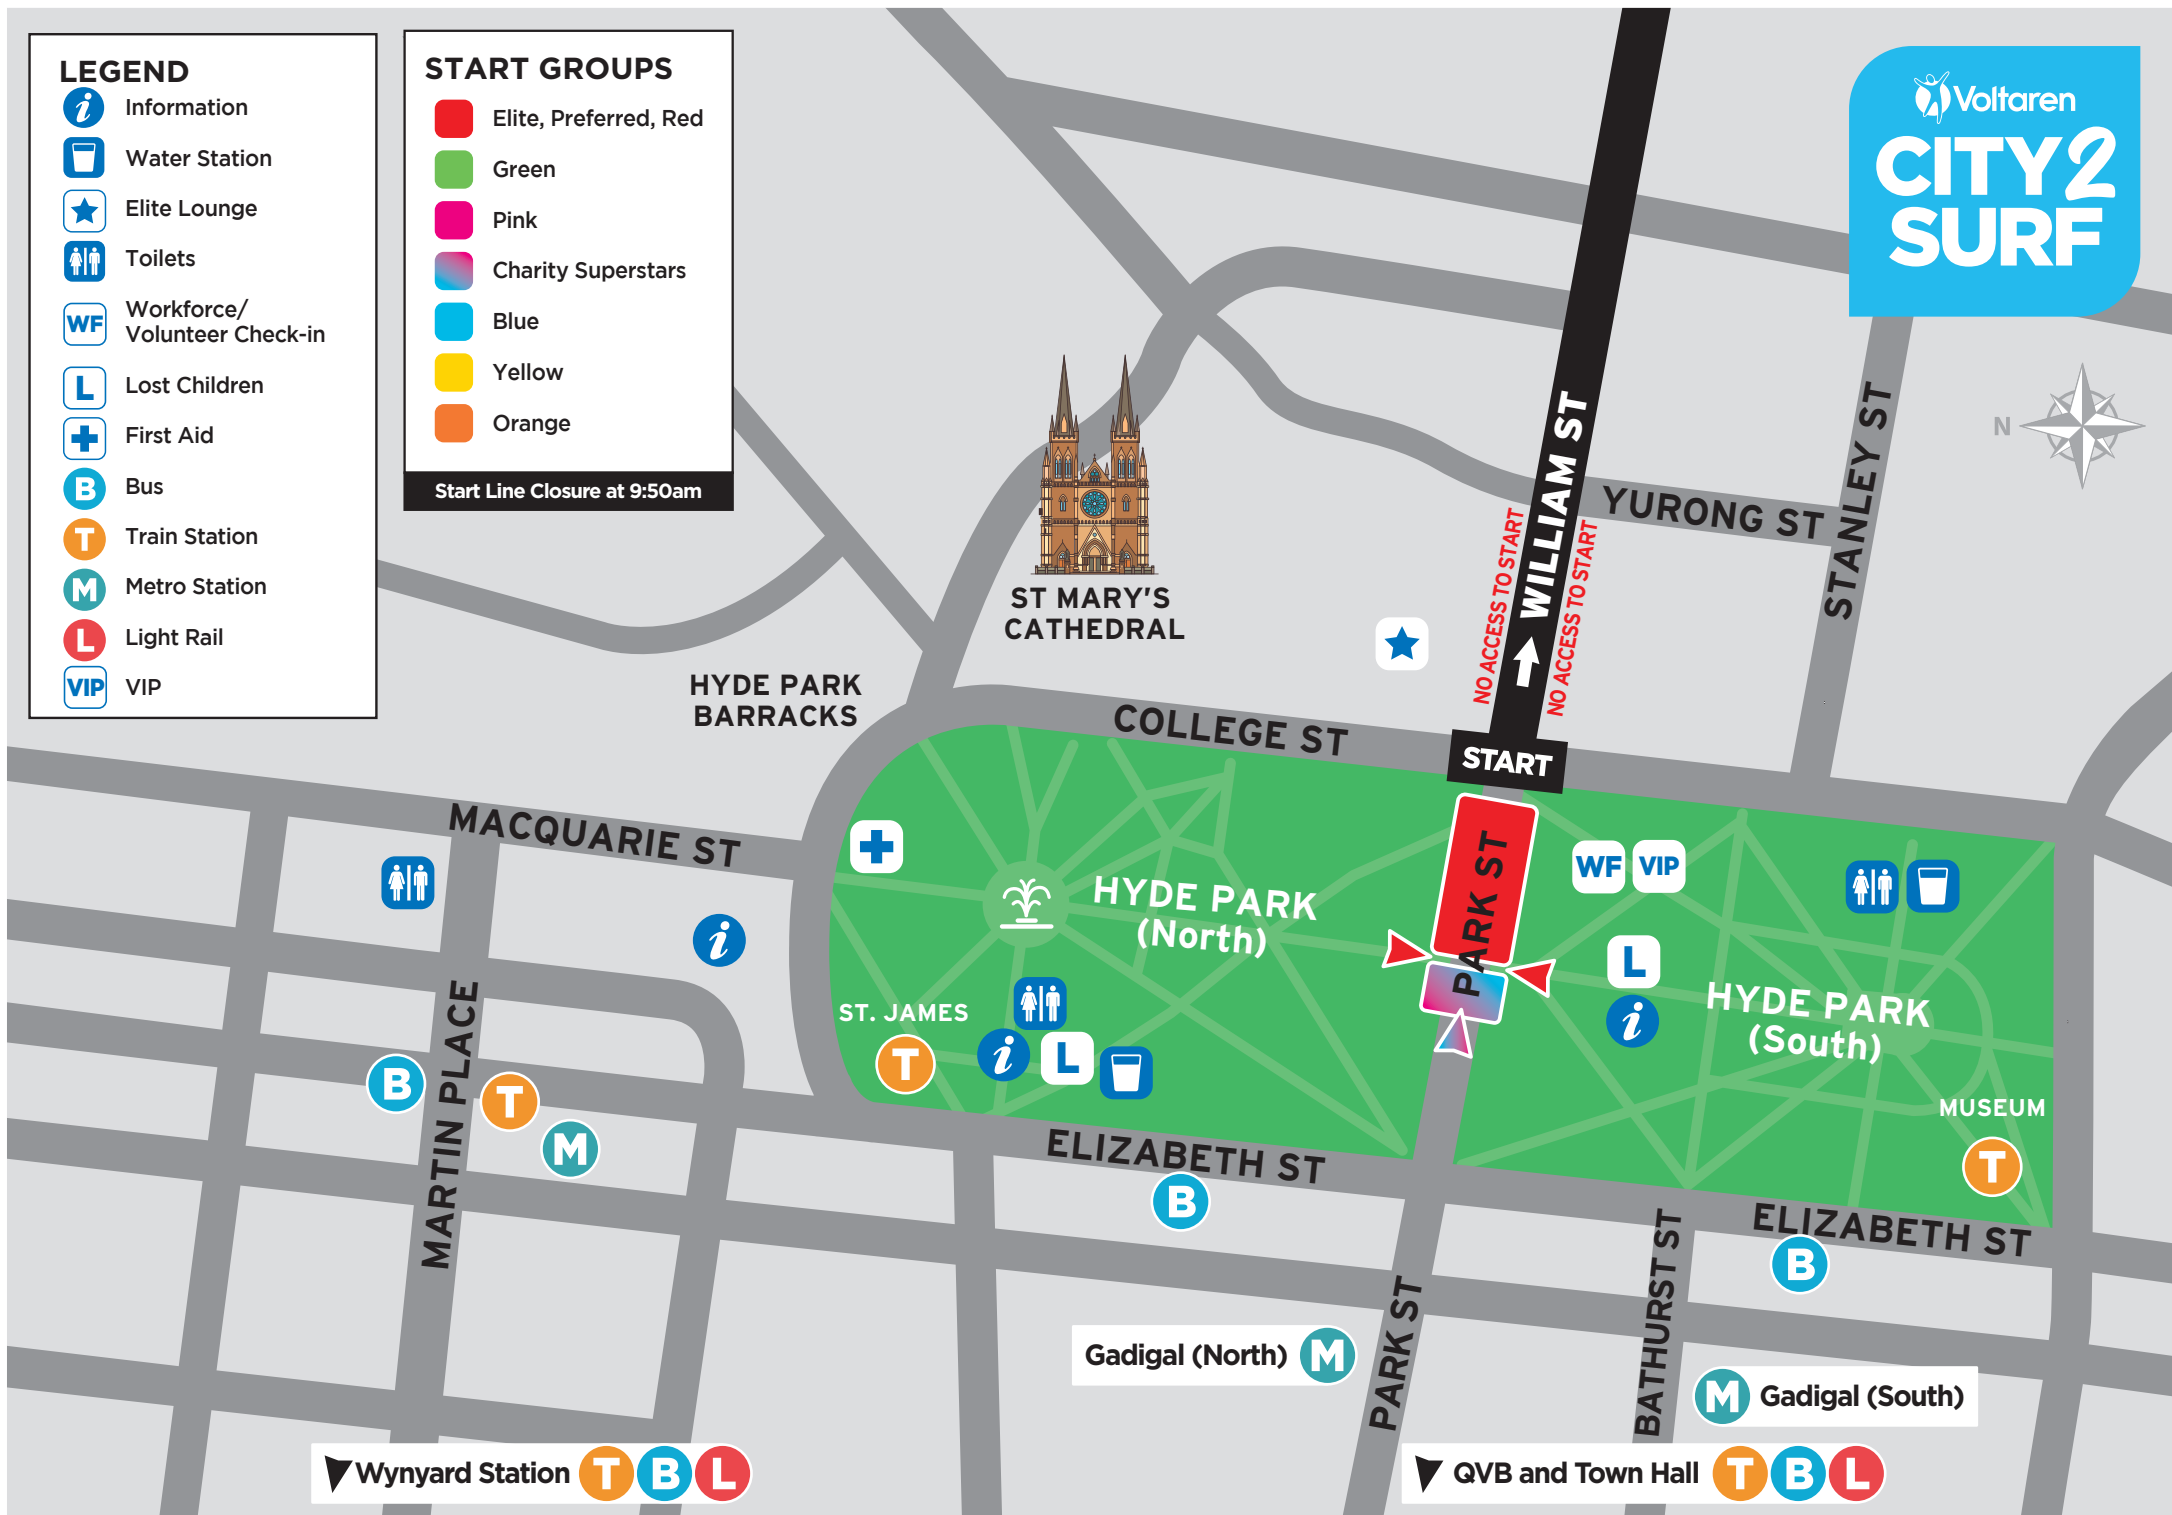 LEGEND
Information
Water Station
Elite Lounge
Toilets
WF
Workforce/
Volunteer Check-in
L
Lost Children
First Aid
B
Bus
T
Train Station
M
Metro Station
L
Light Rail
VIP
VIP
START GROUPS
Elite, Preferred, Red
Green
Pink
Charity Superstars
Blue
Yellow
Orange
Start Line Closure at 9:50am
Voltaren
CITY2
SURF
N
WILLIAM ST
NO ACCESS TO START
NO ACCESS TO START
YURONG ST
STANLEY ST
ST MARY'S
CATHEDRAL
HYDE PARK
BARRACKS
COLLEGE ST
START
MACQUARIE ST
PARK ST
WF
VIP
HYDE PARK
(North)
L
HYDE PARK
(South)
ST. JAMES
T
L
MARTIN PLACE
B
T
M
MUSEUM
T
ELIZABETH ST
B
ELIZABETH ST
B
PARK ST
BATHURST ST
Gadigal (North) M
M Gadigal (South)
Wynyard Station T B L
QVB and Town Hall T B L